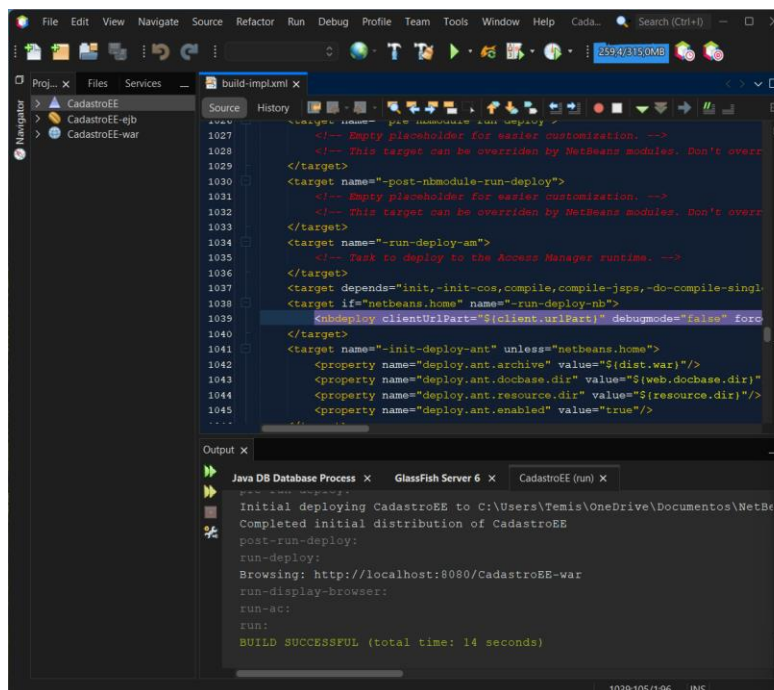 File Edit View Navigate Source Refactor Run Debug Profile Team Tools Window Help Cada... Search (Ctrl+I)
259,4/315,0MB
Proj... Files Services
build-impl.xml
Navigator
CadastroEE
CadastroEE-ejb
CadastroEE-war
Source History
1027 <!-- Empty placeholder for easier customization. -->
1028 <!-- This target can be overriden by NetBeans modules. Don't overr
1029 </target>
1030 <target name="-post-nbmodule-run-deploy">
1031 <!-- Empty placeholder for easier customization. -->
1032 <!-- This target can be overriden by NetBeans modules. Don't overr
1033 </target>
1034 <target name="-run-deploy-am">
1035 <!-- Task to deploy to the Access Manager runtime. -->
1036 </target>
1037 <target depends="init,-init-cos,compile,compile-jsps,-do-compile-singl
1038 <target if="netbeans.home" name="-run-deploy-nb">
1039 <nbdeploy clientUrlPart="${client.urlPart}" debugmode="false" forc
1040 </target>
1041 <target name="-init-deploy-ant" unless="netbeans.home">
1042 <property name="deploy.ant.archive" value="${dist.war}"/>
1043 <property name="deploy.ant.docbase.dir" value="${web.docbase.dir}"
1044 <property name="deploy.ant.resource.dir" value="${resource.dir}"/>
1045 <property name="deploy.ant.enabled" value="true"/>
Output
Java DB Database Process GlassFish Server 6 CadastroEE (run)
pre-run-deploy:
Initial deploying CadastroEE to C:\Users\Temis\OneDrive\Documentos\NetBe
Completed initial distribution of CadastroEE
post-run-deploy:
run-deploy:
Browsing: http://localhost:8080/CadastroEE-war
run-display-browser:
run-ac:
run:
BUILD SUCCESSFUL (total time: 14 seconds)
1039:105/1:96 INS